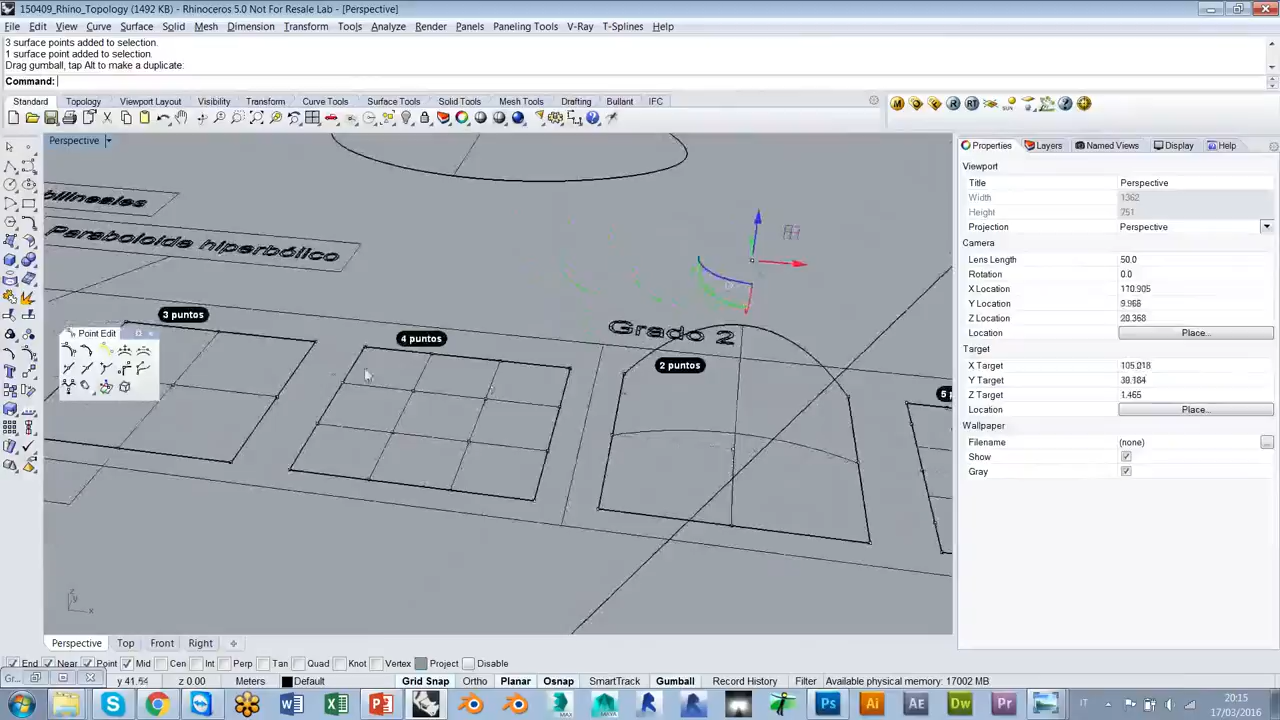 150409_Rhino_Topology (1492 KB) - Rhinoceros 5.0 Not For Resale Lab - [Perspective]
File Edit View Curve Surface Solid Mesh Dimension Transform Tools Analyze Render Panels Paneling Tools V-Ray T-Splines Help
3 surface points added to selection.
1 surface point added to selection.
Drag gumball, tap Alt to make a duplicate:
Command:
Standard Topology Viewport Layout Visibility Transform Curve Tools Surface Tools Solid Tools Mesh Tools Drafting Bullant IFC
Perspective
Properties Layers Named Views Display Help
Viewport
Title Perspective
Width 1362
Height 751
Projection Perspective
Camera
Lens Length 50.0
Rotation 0.0
X Location 110.905
Y Location 9.966
Z Location 20.368
Location Place...
Target
X Target 105.018
Y Target 39.184
Z Target 1.465
Location Place...
Wallpaper
Filename (none) ...
Show
Gray
bilineales
Paraboloide hiperbólico
3 puntos
4 puntos
Grado 2
2 puntos
5 p
Point Edit
Perspective Top Front Right
End Near Point Mid Cen Int Perp Tan Quad Knot Vertex Project Disable
Gr... y 41.54 z 0.00 Meters Default Grid Snap Ortho Planar Osnap SmartTrack Gumball Record History Filter Available physical memory: 17002 MB
IT 20:15
17/03/2016